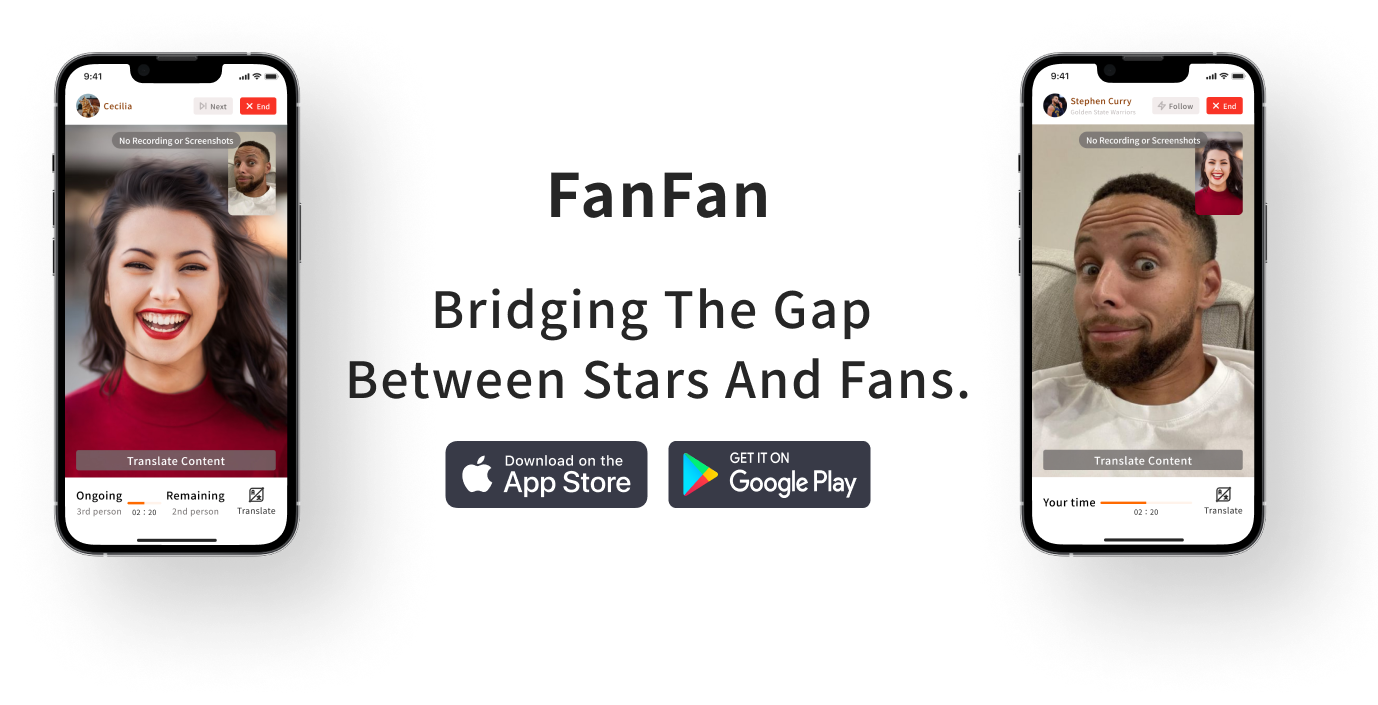 9:41
Cecilia
Next
End
No Recording or Screenshots
Translate Content
Ongoing
Remaining
3rd person
02 : 20
2nd person
Translate
FanFan
Bridging The Gap
Between Stars And Fans.
Download on the
App Store
GET IT ON
Google Play
9:41
Stephen Curry
Golden State Warriors
Follow
End
No Recording or Screenshots
Translate Content
Your time
02 : 20
Translate